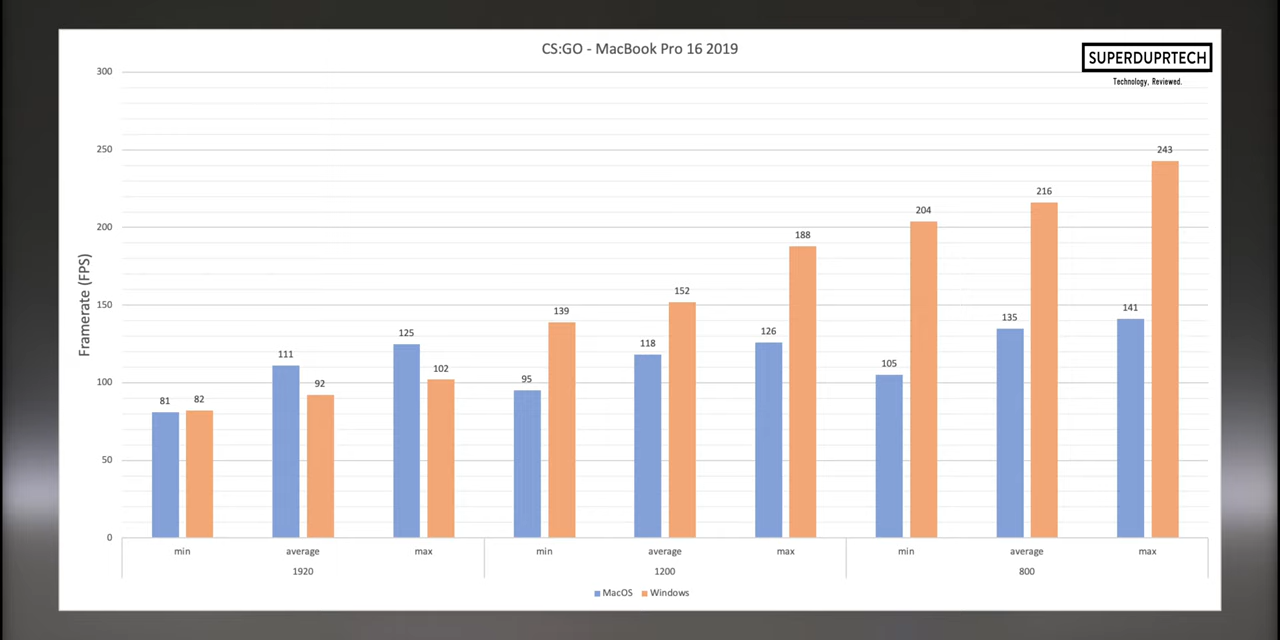 CS:GO - MacBook Pro 16 2019
SUPERDUPRTECH
Technology, Reviewed.
Framerate (FPS)
300
250
200
150
100
50
0
81
82
111
92
125
102
95
139
118
152
126
188
105
204
135
216
141
243
min
average
max
min
average
max
min
average
max
1920
1200
800
MacOS
Windows